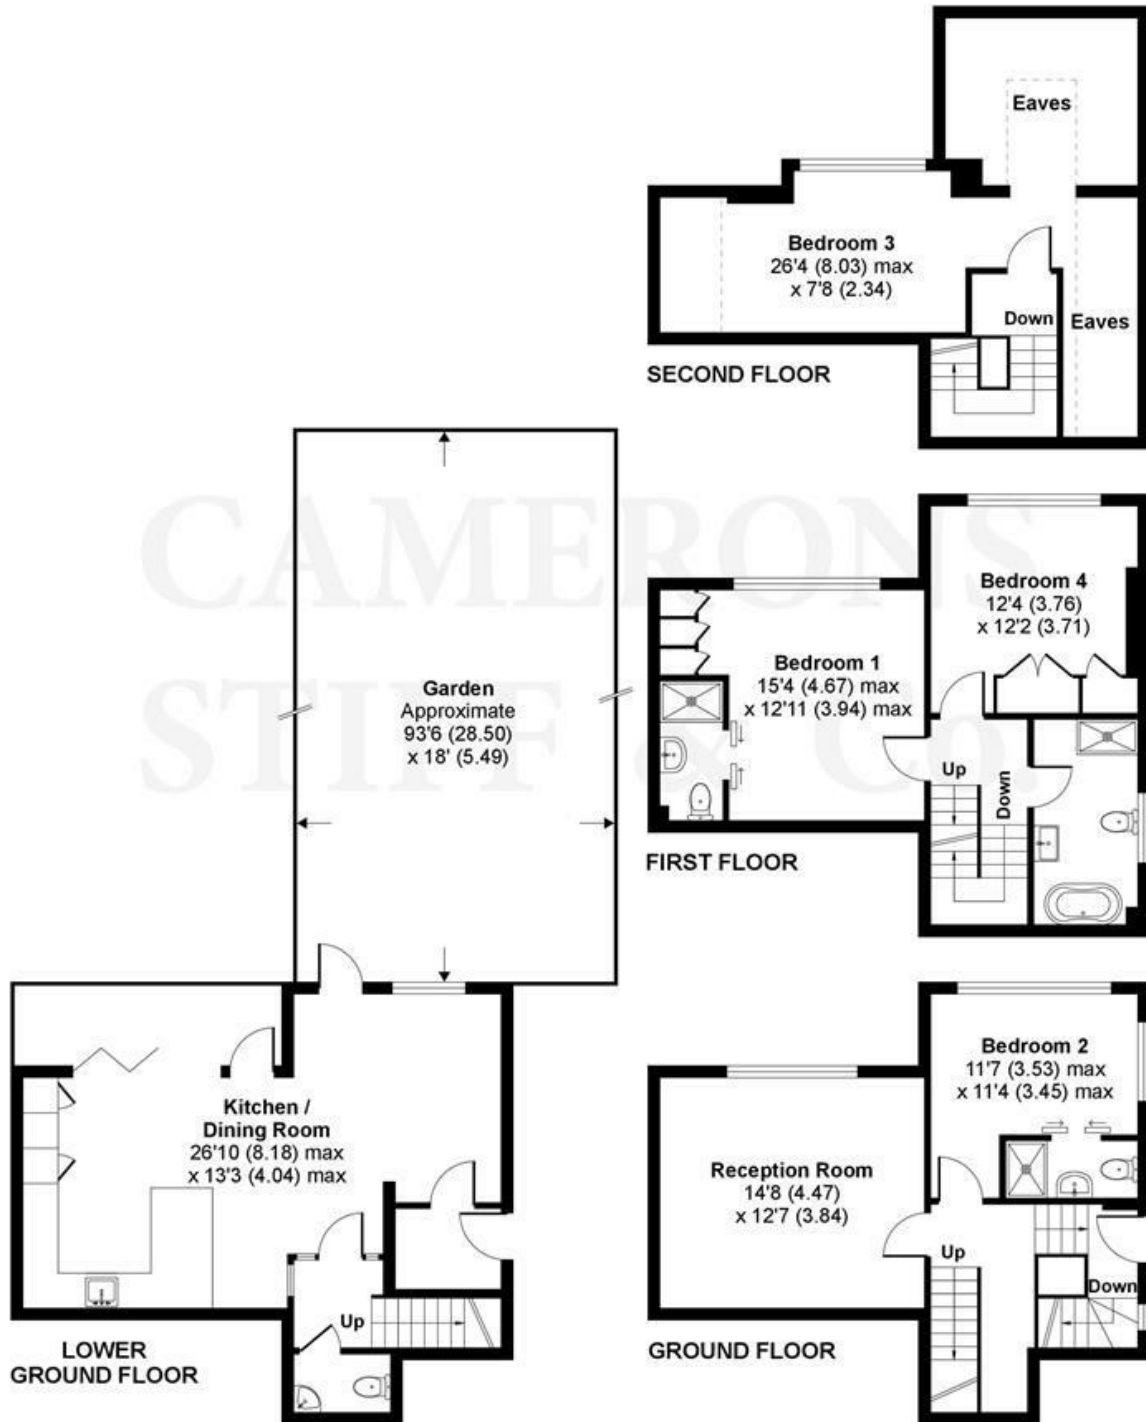 Eaves
Bedroom 3
26'4 (8.03) max
x 7'8 (2.34)
Down
Eaves
SECOND FLOOR
CAMERONS
STIFF & Co
Garden
Approximate
93'6 (28.50)
x 18' (5.49)
Bedroom 4
12'4 (3.76)
x 12'2 (3.71)
Bedroom 1
15'4 (4.67) max
x 12'11 (3.94) max
Up
Down
FIRST FLOOR
Kitchen /
Dining Room
26'10 (8.18) max
x 13'3 (4.04) max
Up
LOWER
GROUND FLOOR
Bedroom 2
11'7 (3.53) max
x 11'4 (3.45) max
Reception Room
14'8 (4.47)
x 12'7 (3.84)
Up
Down
GROUND FLOOR